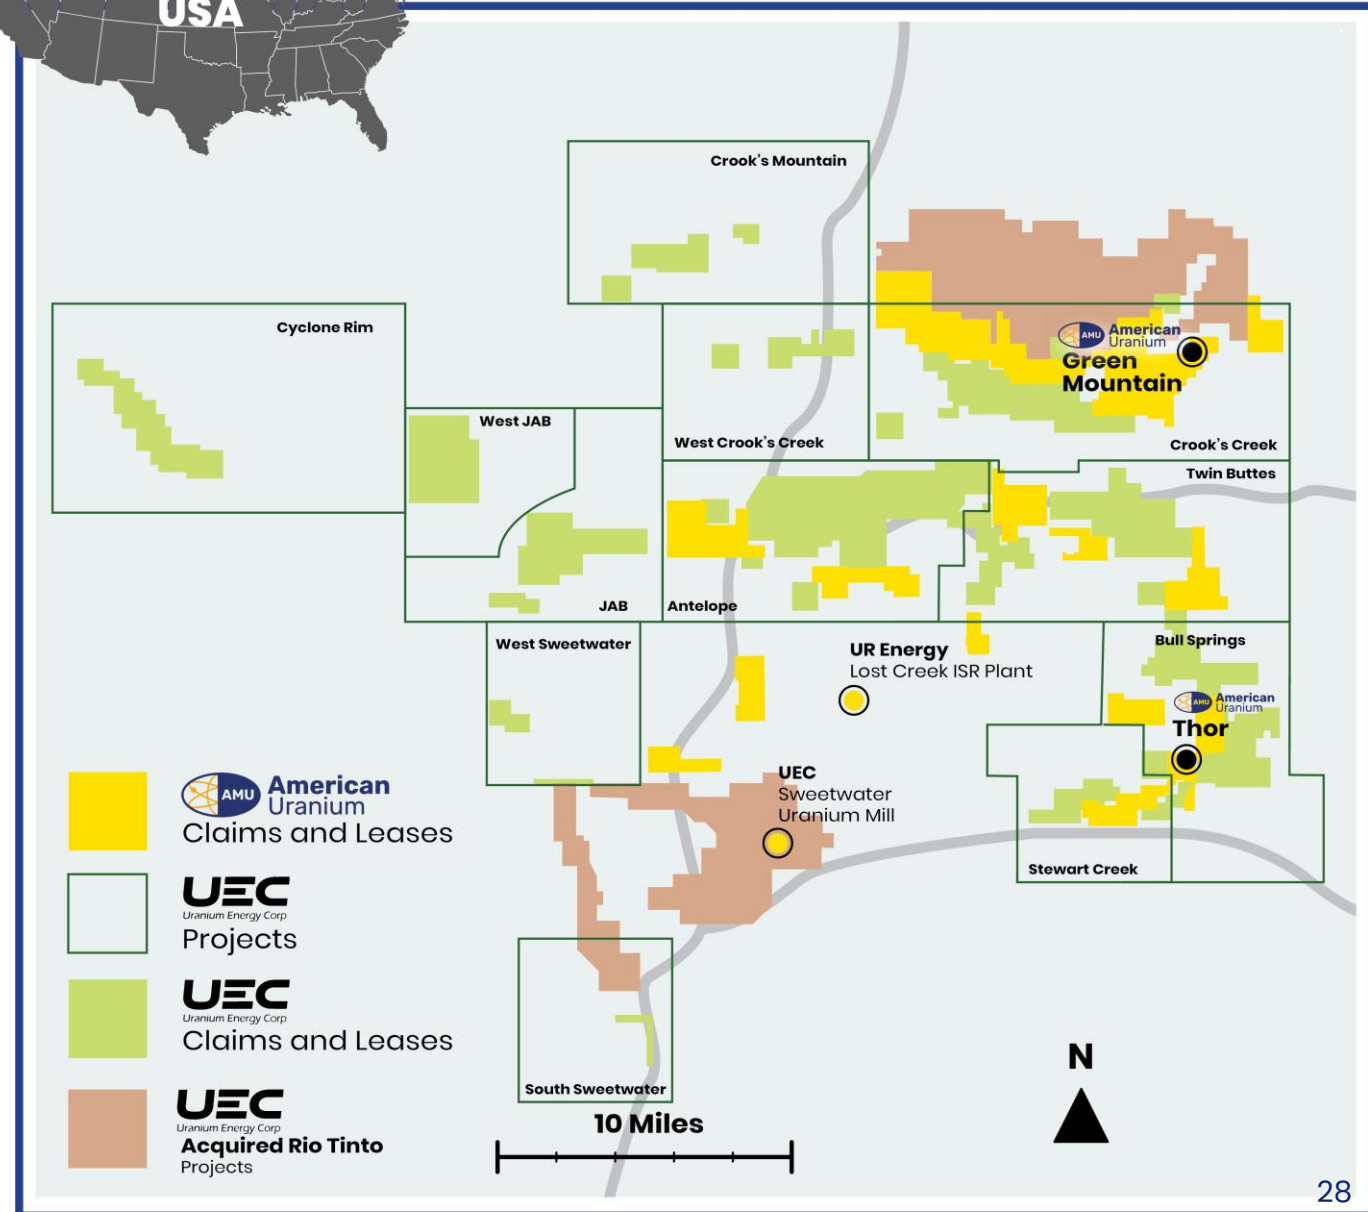 USA
Crook's Mountain
Cyclone Rim
AMU American
Uranium
Green
Mountain
West JAB
West Crook's Creek
Crook's Creek
Twin Buttes
JAB
Antelope
West Sweetwater
Bull Springs
UR Energy
Lost Creek ISR Plant
AMU American
Uranium
Thor
UEC
Sweetwater
Uranium Mill
Stewart Creek
South Sweetwater
10 Miles
N
AMU American
Uranium
Claims and Leases
UEC
Uranium Energy Corp
Projects
UEC
Uranium Energy Corp
Claims and Leases
UEC
Uranium Energy Corp
Acquired Rio Tinto
Projects
28